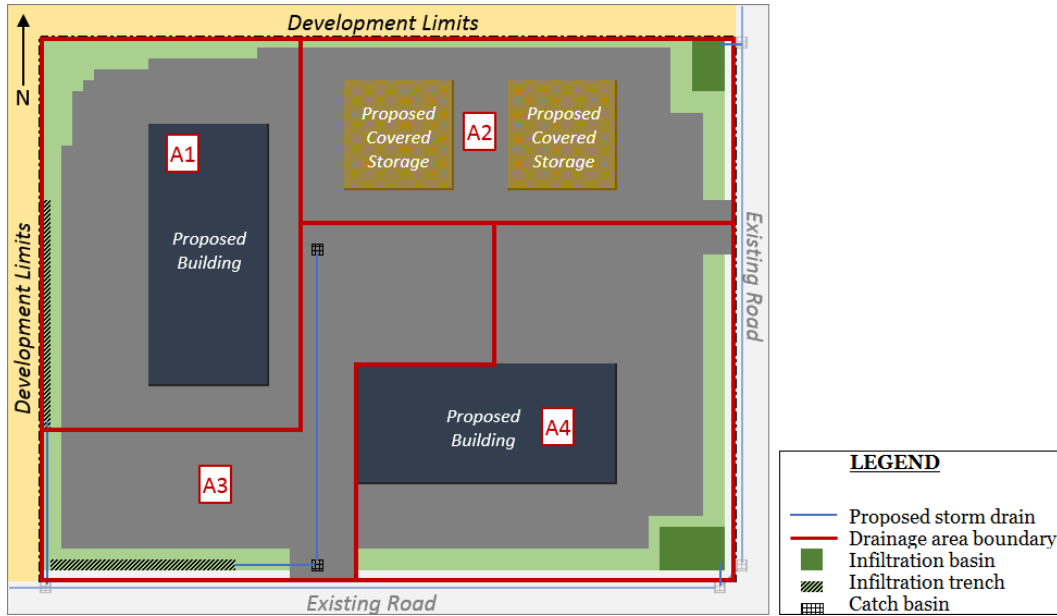 Development Limits
N
A1
A2
Proposed
Covered
Storage
Proposed
Covered
Storage
Proposed
Building
Development Limits
Existing Road
Proposed
Building
A4
A3
Existing Road
LEGEND
Proposed storm drain
Drainage area boundary
Infiltration basin
Infiltration trench
Catch basin